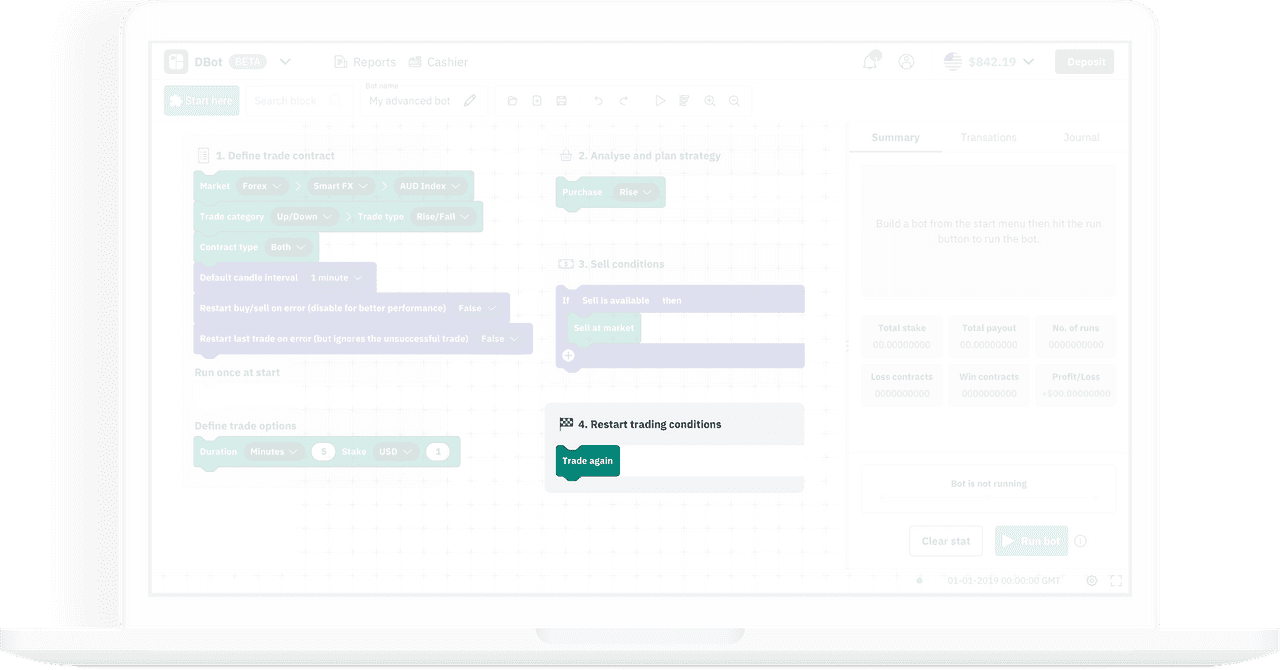 DBot BETA Reports Cashier $842.19 Deposit
Start here Search block Bot name
My advanced bot
Summary Transations Journal
1. Define trade contract
Market Forex Smart FX AUD Index
Trade category Up/Down Trade type Rise/Fall
Contract type Both
Default candle interval 1 minute
Restart buy/sell on error (disable for better performance) False
Restart last trade on error (but ignores the unsuccessful trade) False
Run once at start
Define trade options
Duration Minutes 5 Stake USD 1
2. Analyse and plan strategy
Purchase Rise
3. Sell conditions
If Sell is available then
Sell at market
4. Restart trading conditions
Trade again
Build a bot from the start menu then hit the run
button to run the bot.
Total stake Total payout No. of runs
00.00000000 00.00000000 0000000000
Loss contracts Win contracts Profit/Loss
0000000000 0000000000 +$00.00000000
Bot is not running
Clear stat Run bot
01-01-2019 00:00:00 GMT